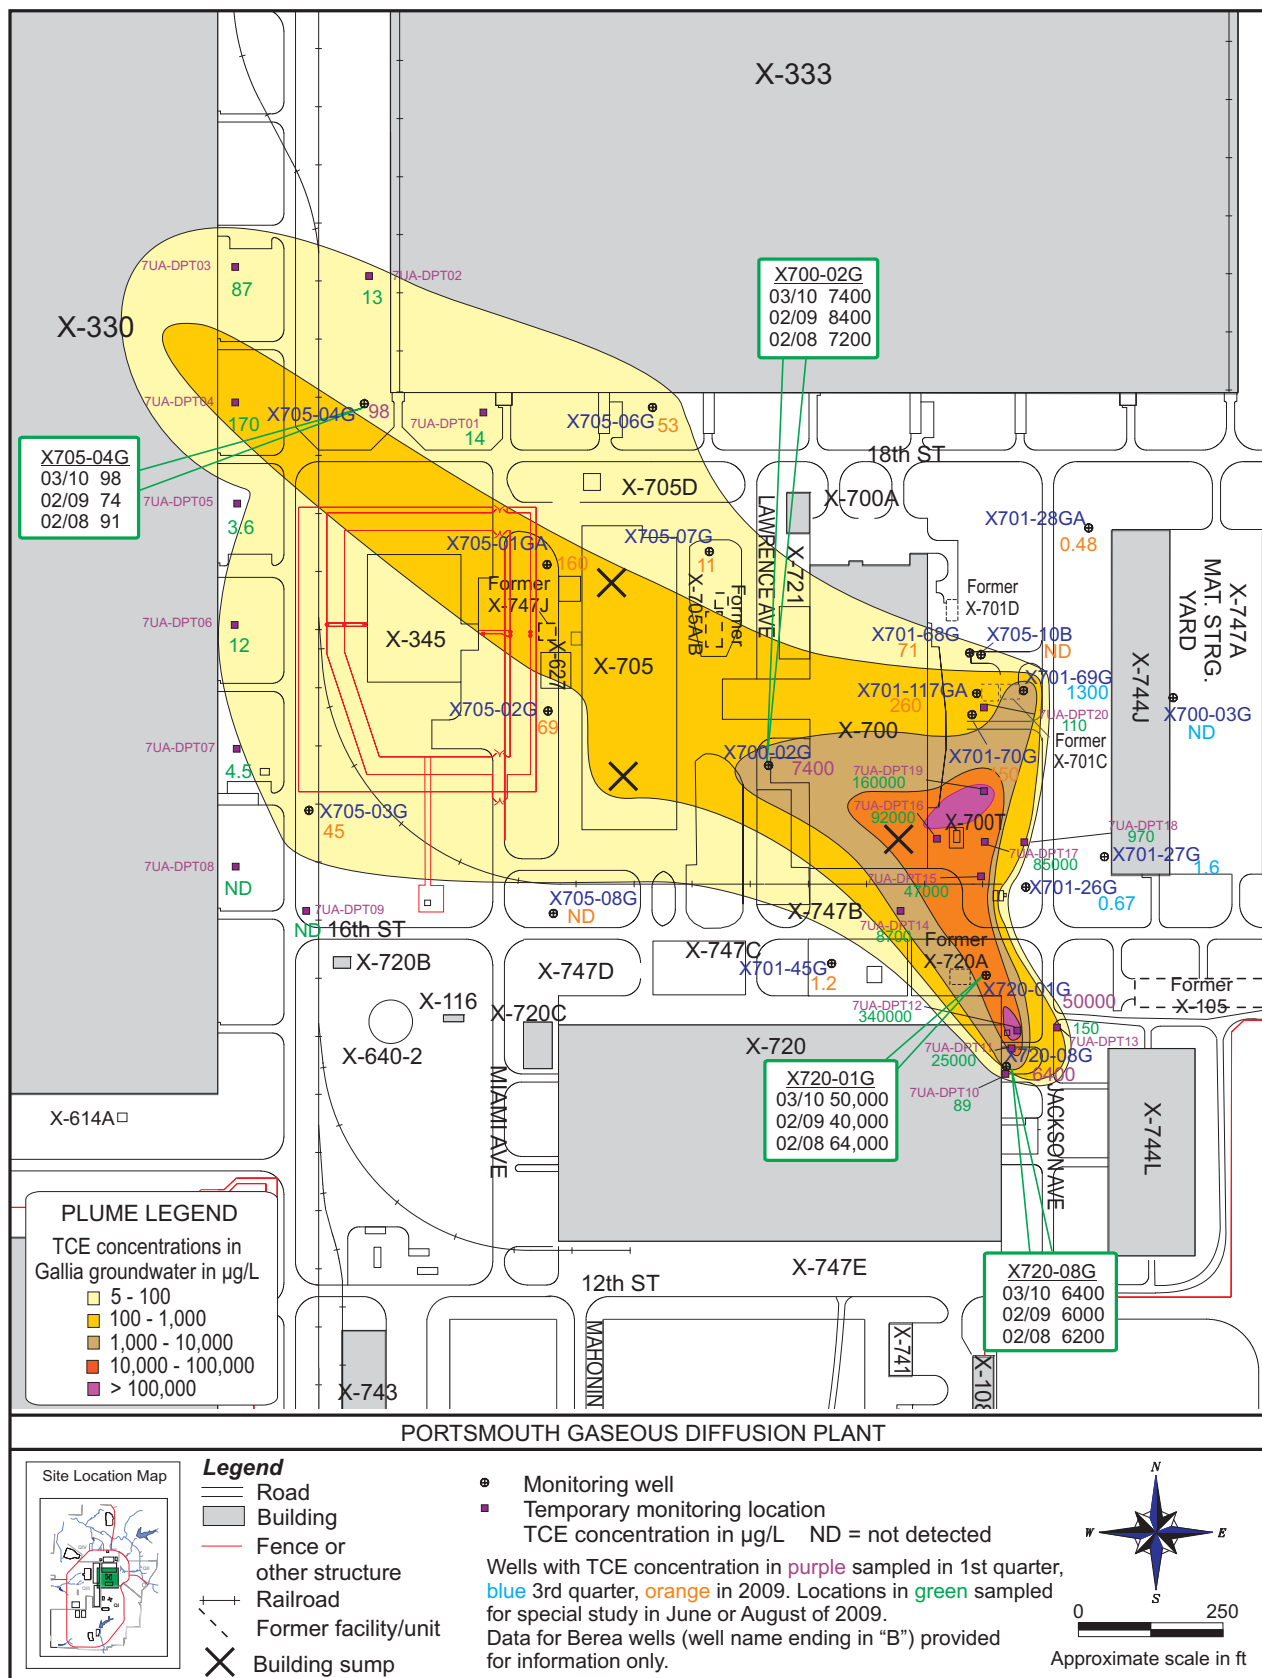 X-333
7UA-DPT03
87
7UA-DPT02
13
X-330
X700-02G
03/10 7400
02/09 8400
02/08 7200
7UA-DPT04
170
X705-04G
98
7UA-DPT01
14
X705-06G
53
18th ST
X705-04G
03/10 98
02/09 74
02/08 91
7UA-DPT05
3.6
X-705D
X-700A
LAWRENCE AVE
X-721
X701-28GA
0.48
X705-01GA
160
X705-07G
11
Former
X-747J
Former
X-705A/B
Former
X-701D
X-747A
MAT. STRG.
YARD
7UA-DPT06
12
X-345
X-627
X-705
X701-68G
71
X705-10B
ND
X-744J
X701-69G
1300
X701-117GA
260
7UA-DPT20
110
X700-03G
ND
X705-02G
69
X-700
X701-70G
150
Former
X-701C
7UA-DPT07
4.5
X700-02G
7400
7UA-DPT19
160000
X705-03G
45
7UA-DPT16
92000
X-700T
7UA-DPT18
970
7UA-DPT17
85000
X701-27G
1.6
7UA-DPT08
ND
7UA-DPT15
47000
X701-26G
0.67
7UA-DPT09
ND
16th ST
X705-08G
ND
X-747B
7UA-DPT14
8700
X-720B
X-747D
X-747C
X701-45G
1.2
Former
X-720A
X720-01G
50000
Former
X-105
X-116
X-720C
X-640-2
7UA-DPT12
340000
150
7UA-DPT13
X-720
7UA-DPT11
25000
X720-08G
6400
X720-01G
03/10 50,000
02/09 40,000
02/08 64,000
7UA-DPT10
89
X-614A
MIAMI AVE
JACKSON AVE
X-744L
PLUME LEGEND
TCE concentrations in
Gallia groundwater in µg/L
5 - 100
100 - 1,000
1,000 - 10,000
10,000 - 100,000
> 100,000
X-747E
12th ST
X720-08G
03/10 6400
02/09 6000
02/08 6200
X-743
MAHONIN
X-741
X-103
PORTSMOUTH GASEOUS DIFFUSION PLANT
Site Location Map
Legend
Road
Building
Fence or
other structure
Railroad
Former facility/unit
Building sump
Monitoring well
Temporary monitoring location
TCE concentration in µg/L ND = not detected
Wells with TCE concentration in purple sampled in 1st quarter,
blue 3rd quarter, orange in 2009. Locations in green sampled
for special study in June or August of 2009.
Data for Berea wells (well name ending in “B”) provided
for information only.
N
W
E
S
0
250
Approximate scale in ft